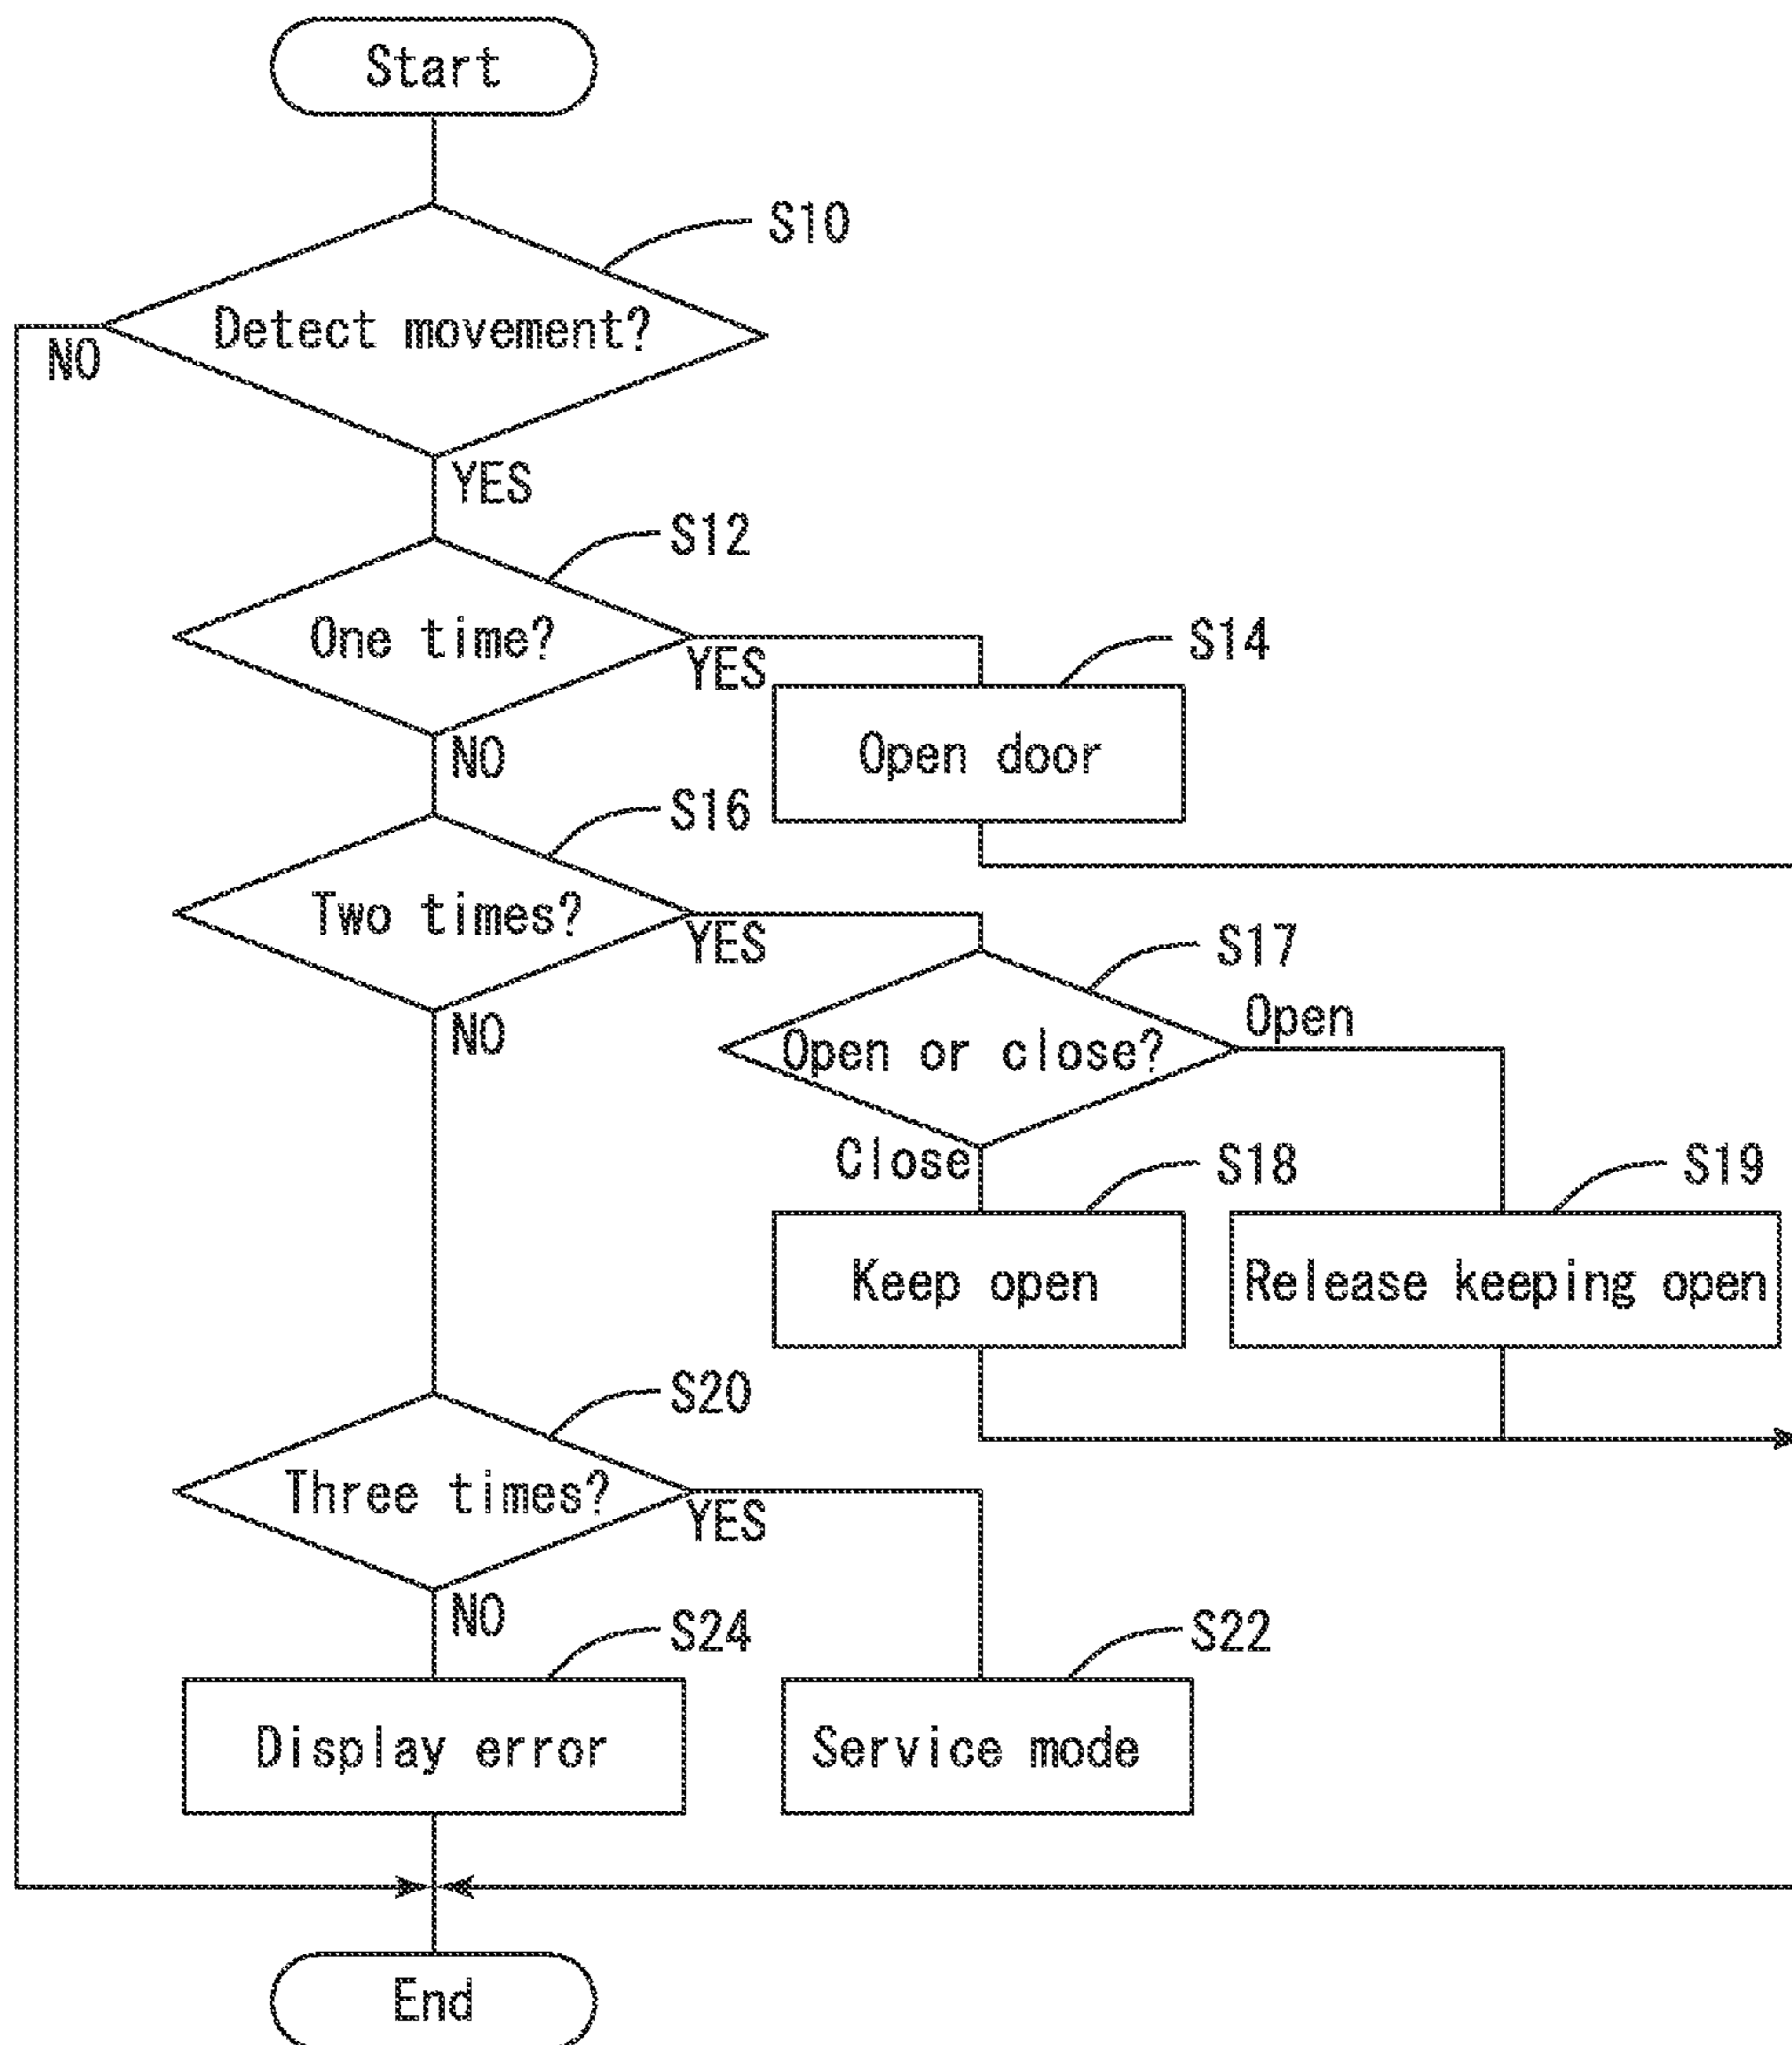 Start
S10
Detect movement?
NO
YES
S12
One time?
YES
S14
Open door
NO
S16
Two times?
YES
S17
Open or close?
Open
NO
Close
S18
S19
Keep open
Release keeping open
S20
Three times?
YES
NO
S24
S22
Display error
Service mode
End